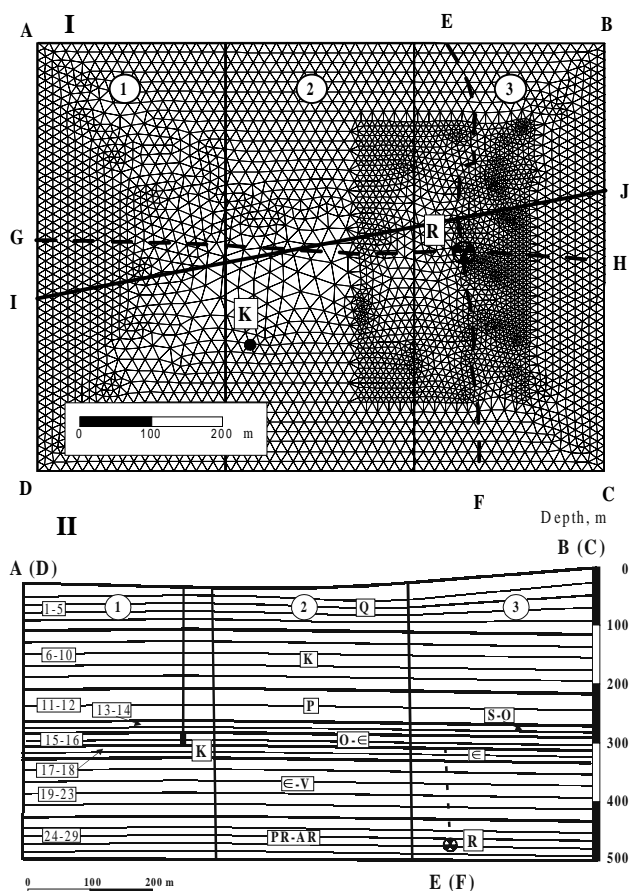 A I E B
1 2 3
J
G R H
I
K
0 100 200 m
D F C
II Depth, m
A (D) B (C)
0
1-5 1 2 Q 3
100
6-10 K
200
11-12 P
13-14 S-O
15-16 O-∈
300
K ∈
17-18
19-23 ∈-V
400
24-29 PR-AR R
500
0 100 200 m E (F)